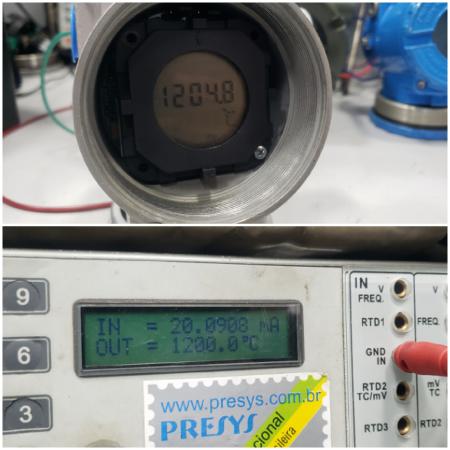 1204.8
°C
9
6
3
IN = 20.0908 mA
OUT = 1200.0°C
www.presys.com.br
PRESYS
IN V
FREQ.
RTD1
GND
IN
RTD2
TC/mV
RTD3
V
FREQ.
mV
TC
RTD2